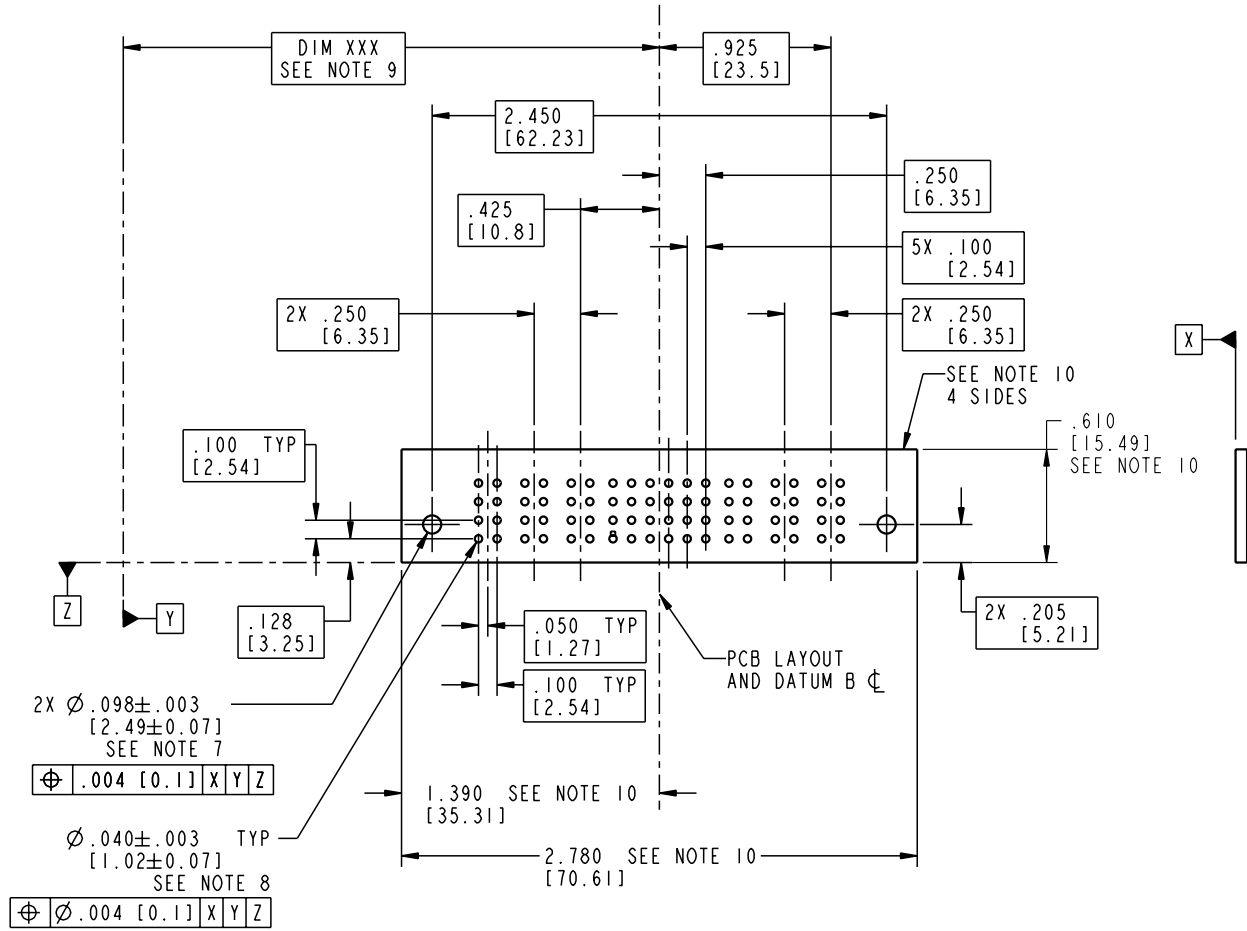 DIM XXX
SEE NOTE 9
.925
[23.5]
2.450
[62.23]
.250
[6.35]
.425
[10.8]
5X .100
[2.54]
2X .250
[6.35]
2X .250
[6.35]
X
SEE NOTE 10
4 SIDES
.610
[15.49]
SEE NOTE 10
.100 TYP
[2.54]
Z
Y
.128
[3.25]
.050 TYP
[1.27]
2X .205
[5.21]
PCB LAYOUT
AND DATUM B ℄
.100 TYP
[2.54]
2X ⌀.098±.003
[2.49±0.07]
SEE NOTE 7
⌖ .004 [0.1] X Y Z
1.390 SEE NOTE 10
[35.31]
⌀.040±.003 TYP
[1.02±0.07]
SEE NOTE 8
⌖ ⌀.004 [0.1] X Y Z
2.780 SEE NOTE 10
[70.61]